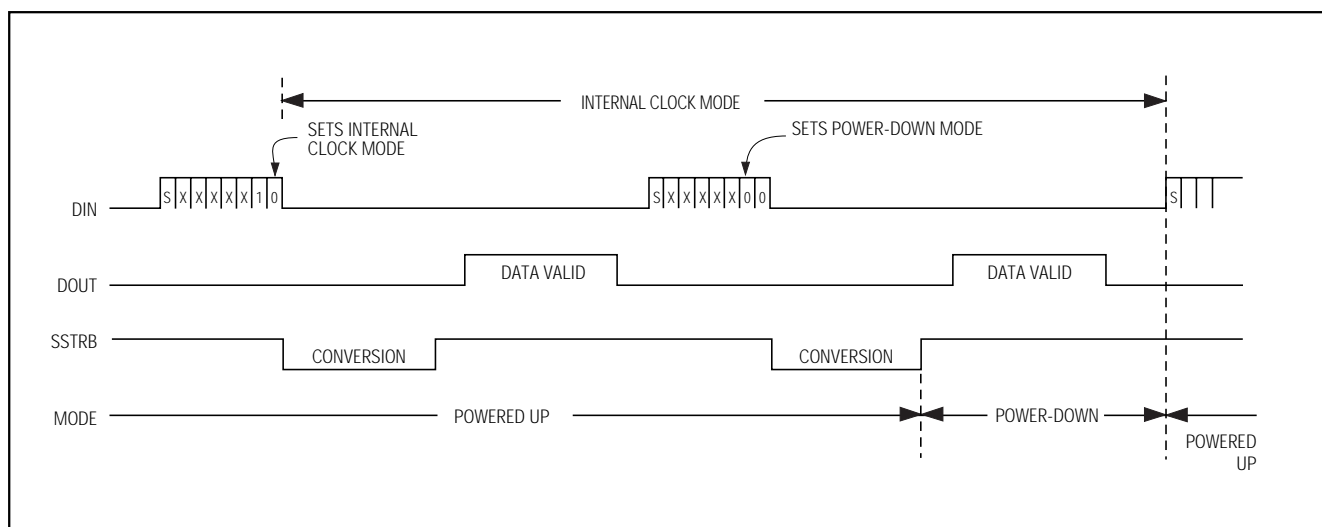 INTERNAL CLOCK MODE
SETS INTERNAL
CLOCK MODE
SETS POWER-DOWN MODE
DIN
S X X X X X 1 0
S X X X X X 0 0
S
DOUT
DATA VALID
DATA VALID
SSTRB
CONVERSION
CONVERSION
MODE
POWERED UP
POWER-DOWN
POWERED
UP